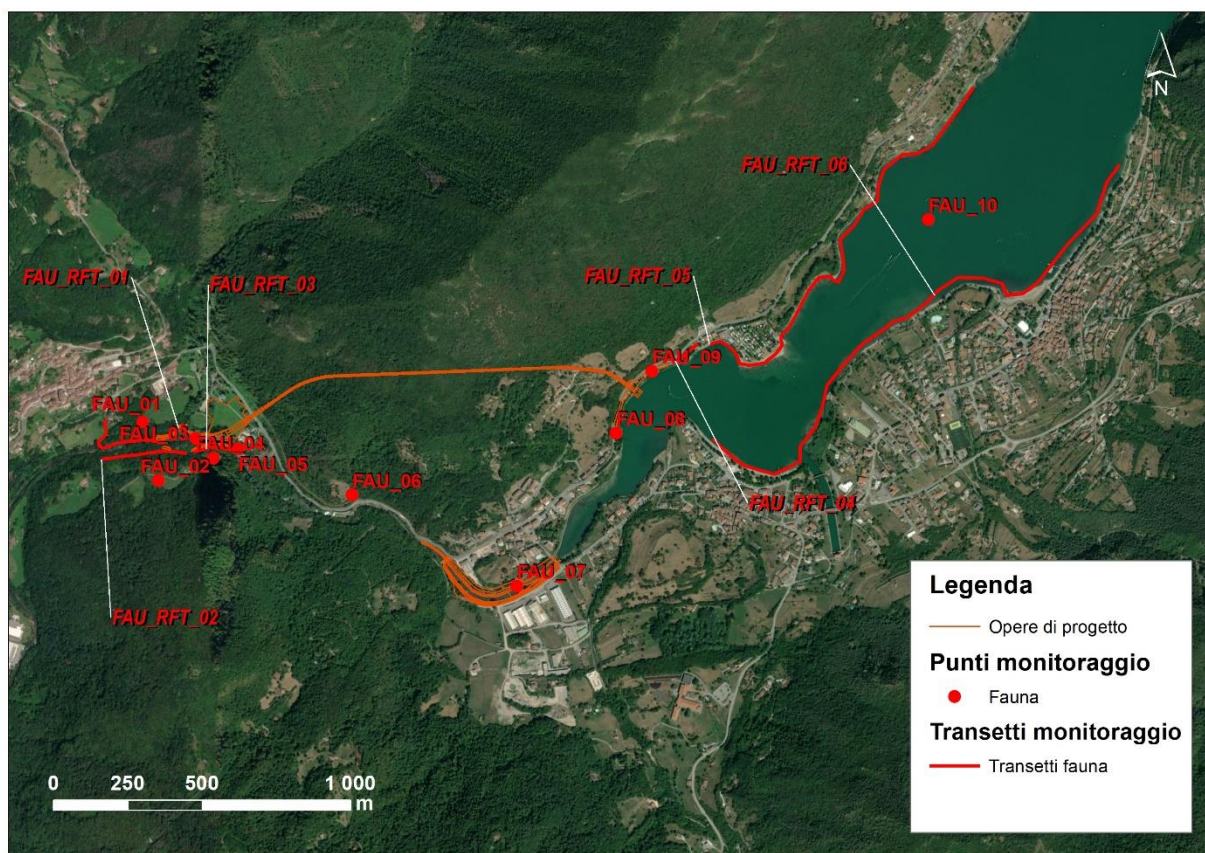 N
FAU_RFT_06
FAU_10
FAU_RFT_01
FAU_RFT_03
FAU_RFT_05
FAU_09
FAU_01
FAU_03
FAU_04
FAU_08
FAU_02
FAU_05
FAU_06
FAU_RFT_04
FAU_07
FAU_RFT_02
Legenda
Opere di progetto
Punti monitoraggio
Fauna
Transetti monitoraggio
Transetti fauna
0 250 500 1 000
m